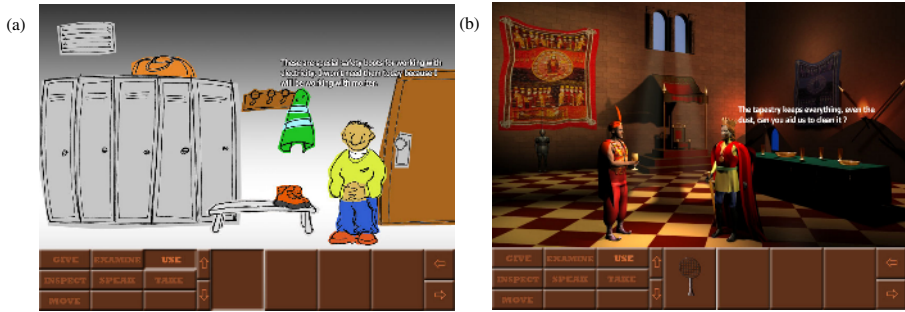 (a)
These are special safety boots for working with
electricity. I won't need them today because I
will be working with molten.
GIVE EXAMINE USE
INSPECT SPEAK TAKE
MOVE
(b)
The tapestry keeps everything, even the
dust, can you aid us to clean it ?
GIVE EXAMINE USE
INSPECT SPEAK TAKE
MOVE